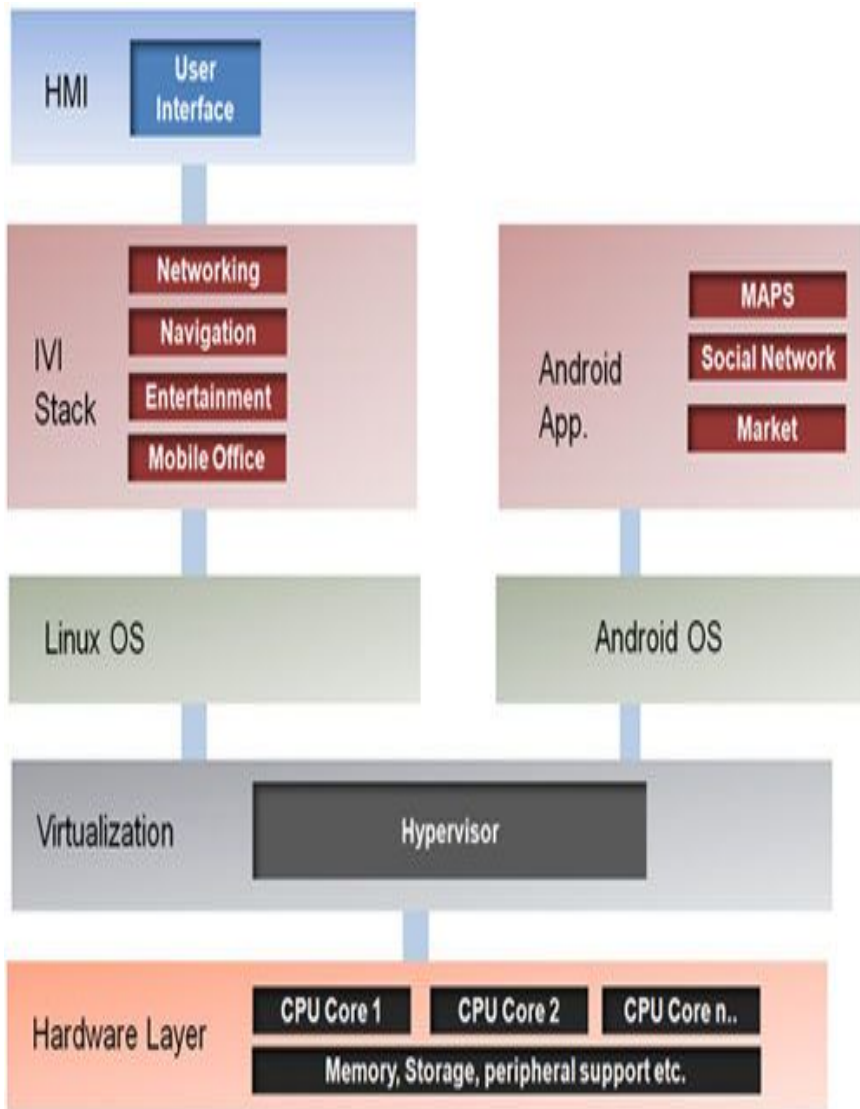 HMI
User
Interface
IVI
Stack
Networking
Navigation
Entertainment
Mobile Office
Android
App.
MAPS
Social Network
Market
Linux OS
Android OS
Virtualization
Hypervisor
Hardware Layer
CPU Core 1
CPU Core 2
CPU Core n..
Memory, Storage, peripheral support etc.